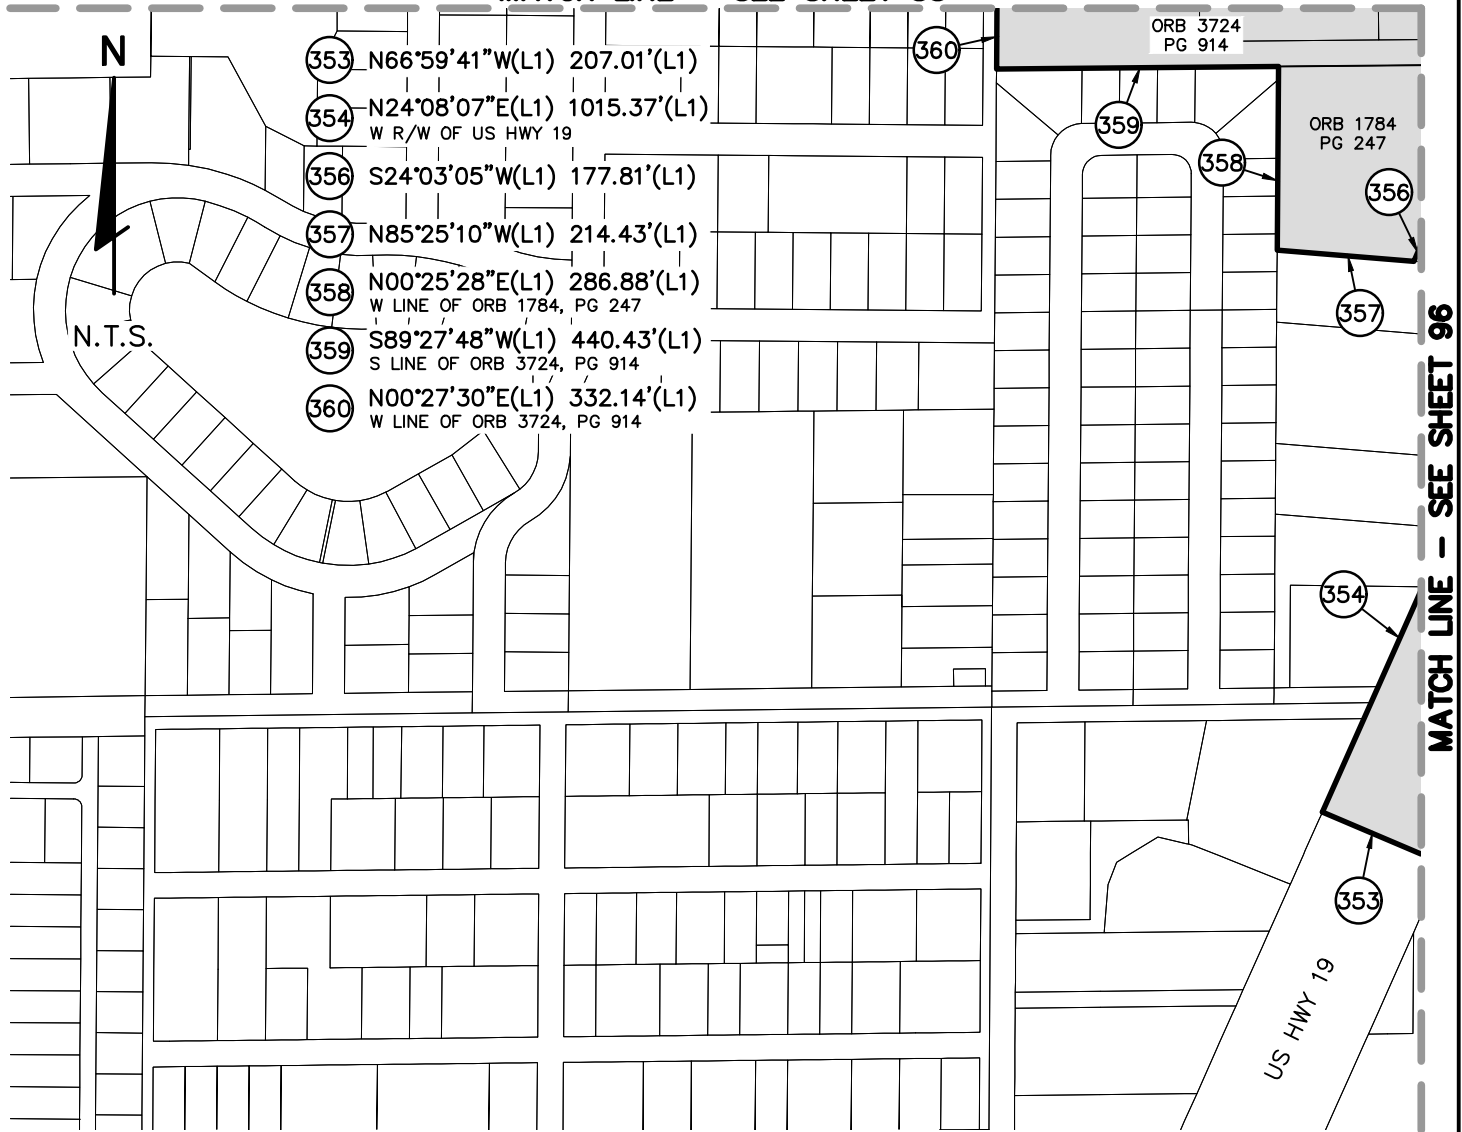 N
N.T.S.
353 N66°59'41"W(L1) 207.01'(L1)
354 N24°08'07"E(L1) 1015.37'(L1)
W R/W OF US HWY 19
356 S24°03'05"W(L1) 177.81'(L1)
357 N85°25'10"W(L1) 214.43'(L1)
358 N00°25'28"E(L1) 286.88'(L1)
W LINE OF ORB 1784, PG 247
359 S89°27'48"W(L1) 440.43'(L1)
S LINE OF ORB 3724, PG 914
360 N00°27'30"E(L1) 332.14'(L1)
W LINE OF ORB 3724, PG 914
360
ORB 3724
PG 914
359
358
ORB 1784
PG 247
356
357
354
353
US HWY 19
MATCH LINE - SEE SHEET 96